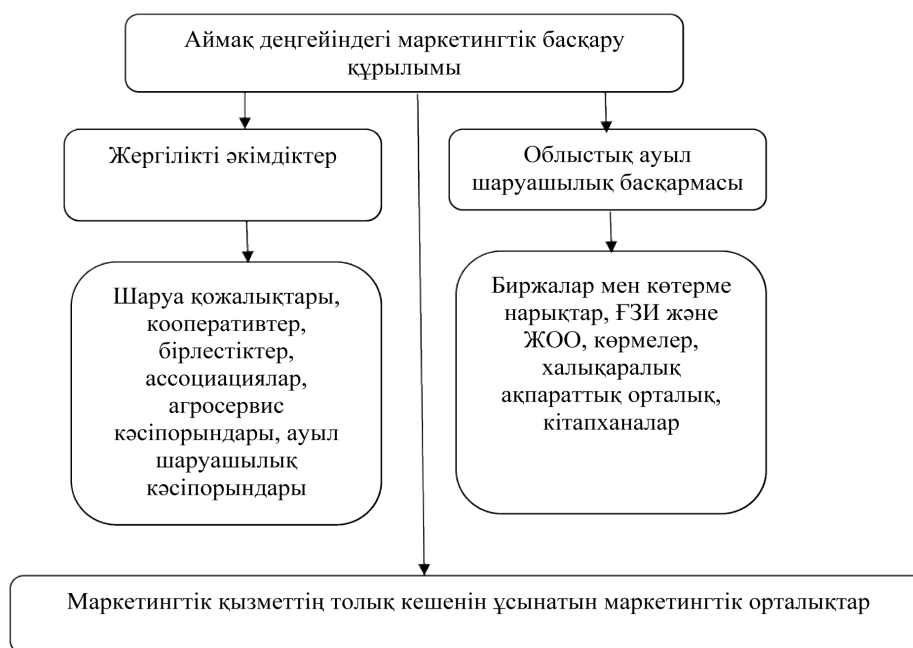 Аймақ деңгейіндегі маркетингтік басқару
құрылымы
Жергілікті әкімдіктер
Облыстық ауыл
шаруашылық басқармасы
Шаруа қожалықтары,
кооперативтер,
бірлестіктер,
ассоциациялар,
агросервис
кәсіпорындары, ауыл
шаруашылық
кәсіпорындары
Биржалар мен көтерме
нарықтар, ҒЗИ және
ЖОО, көрмелер,
халықаралық
ақпараттық орталық,
кітапханалар
Маркетингтік қызметтің толық кешенін ұсынатын маркетингтік орталықтар